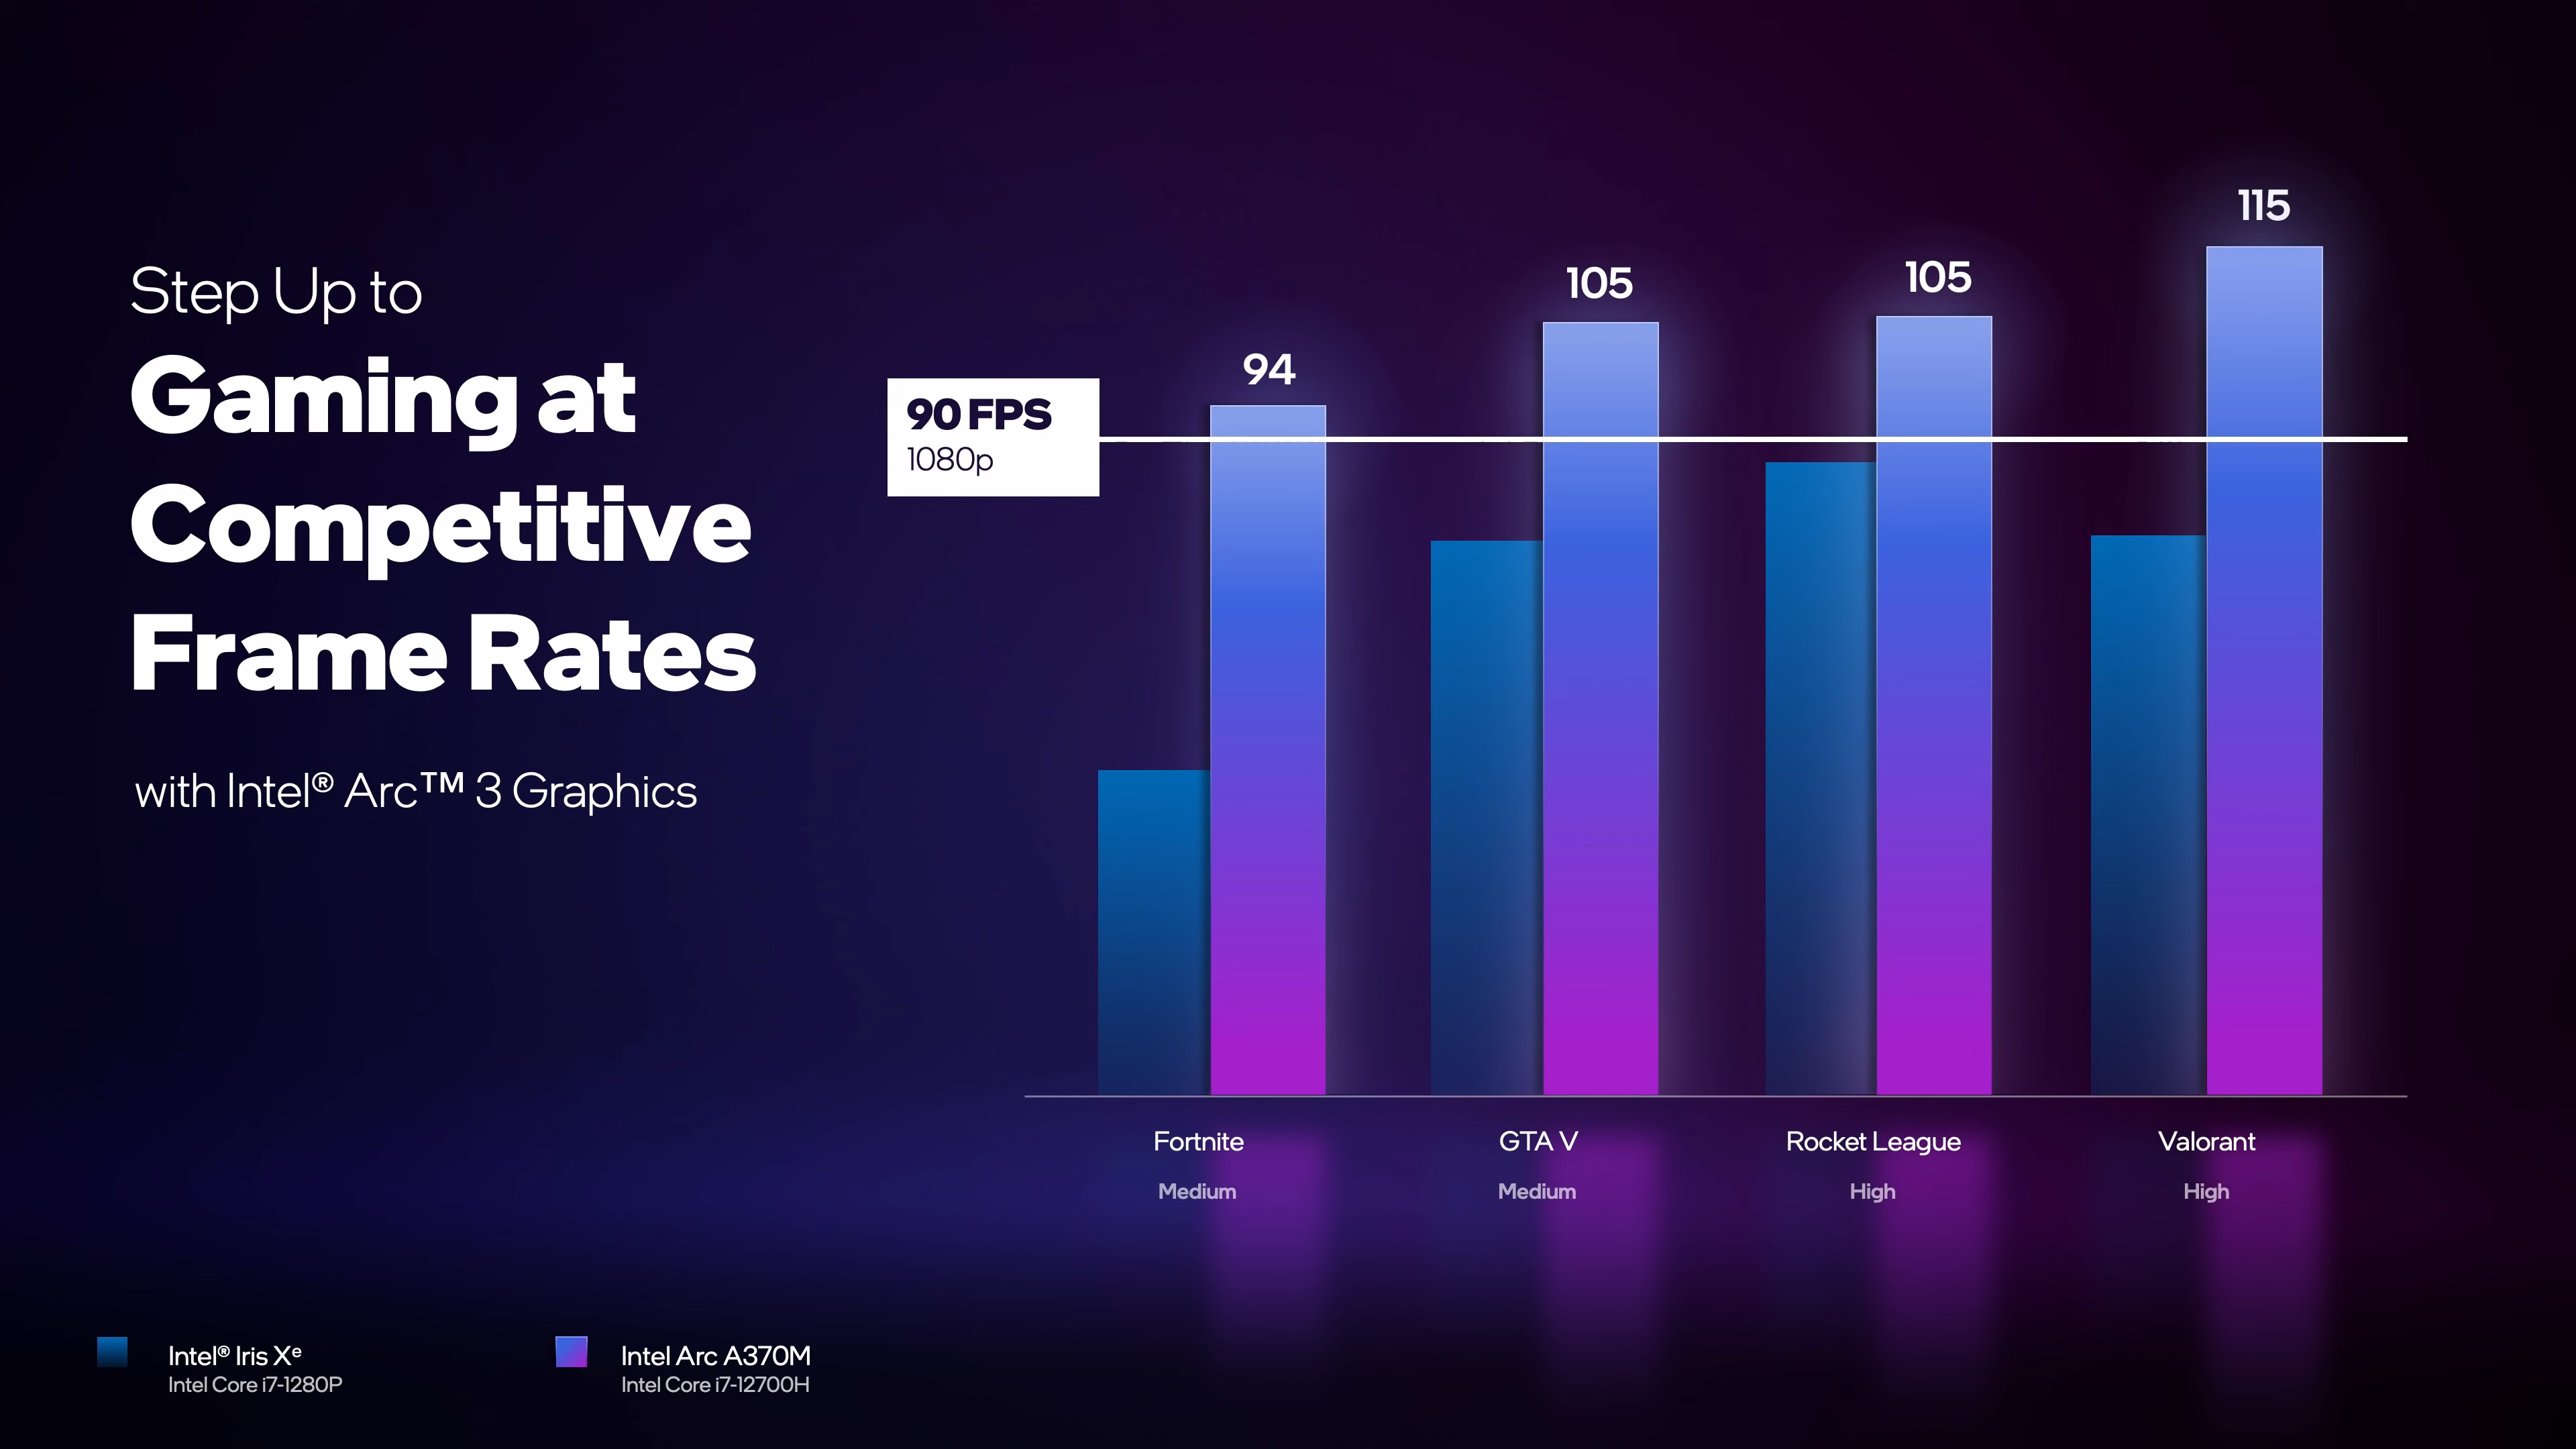 Step Up to
Gaming at
Competitive
Frame Rates
with Intel® Arc™ 3 Graphics
90 FPS
1080p
94
105
105
115
Fortnite
Medium
GTA V
Medium
Rocket League
High
Valorant
High
Intel® Iris Xᵉ
Intel Core i7-1280P
Intel Arc A370M
Intel Core i7-12700H